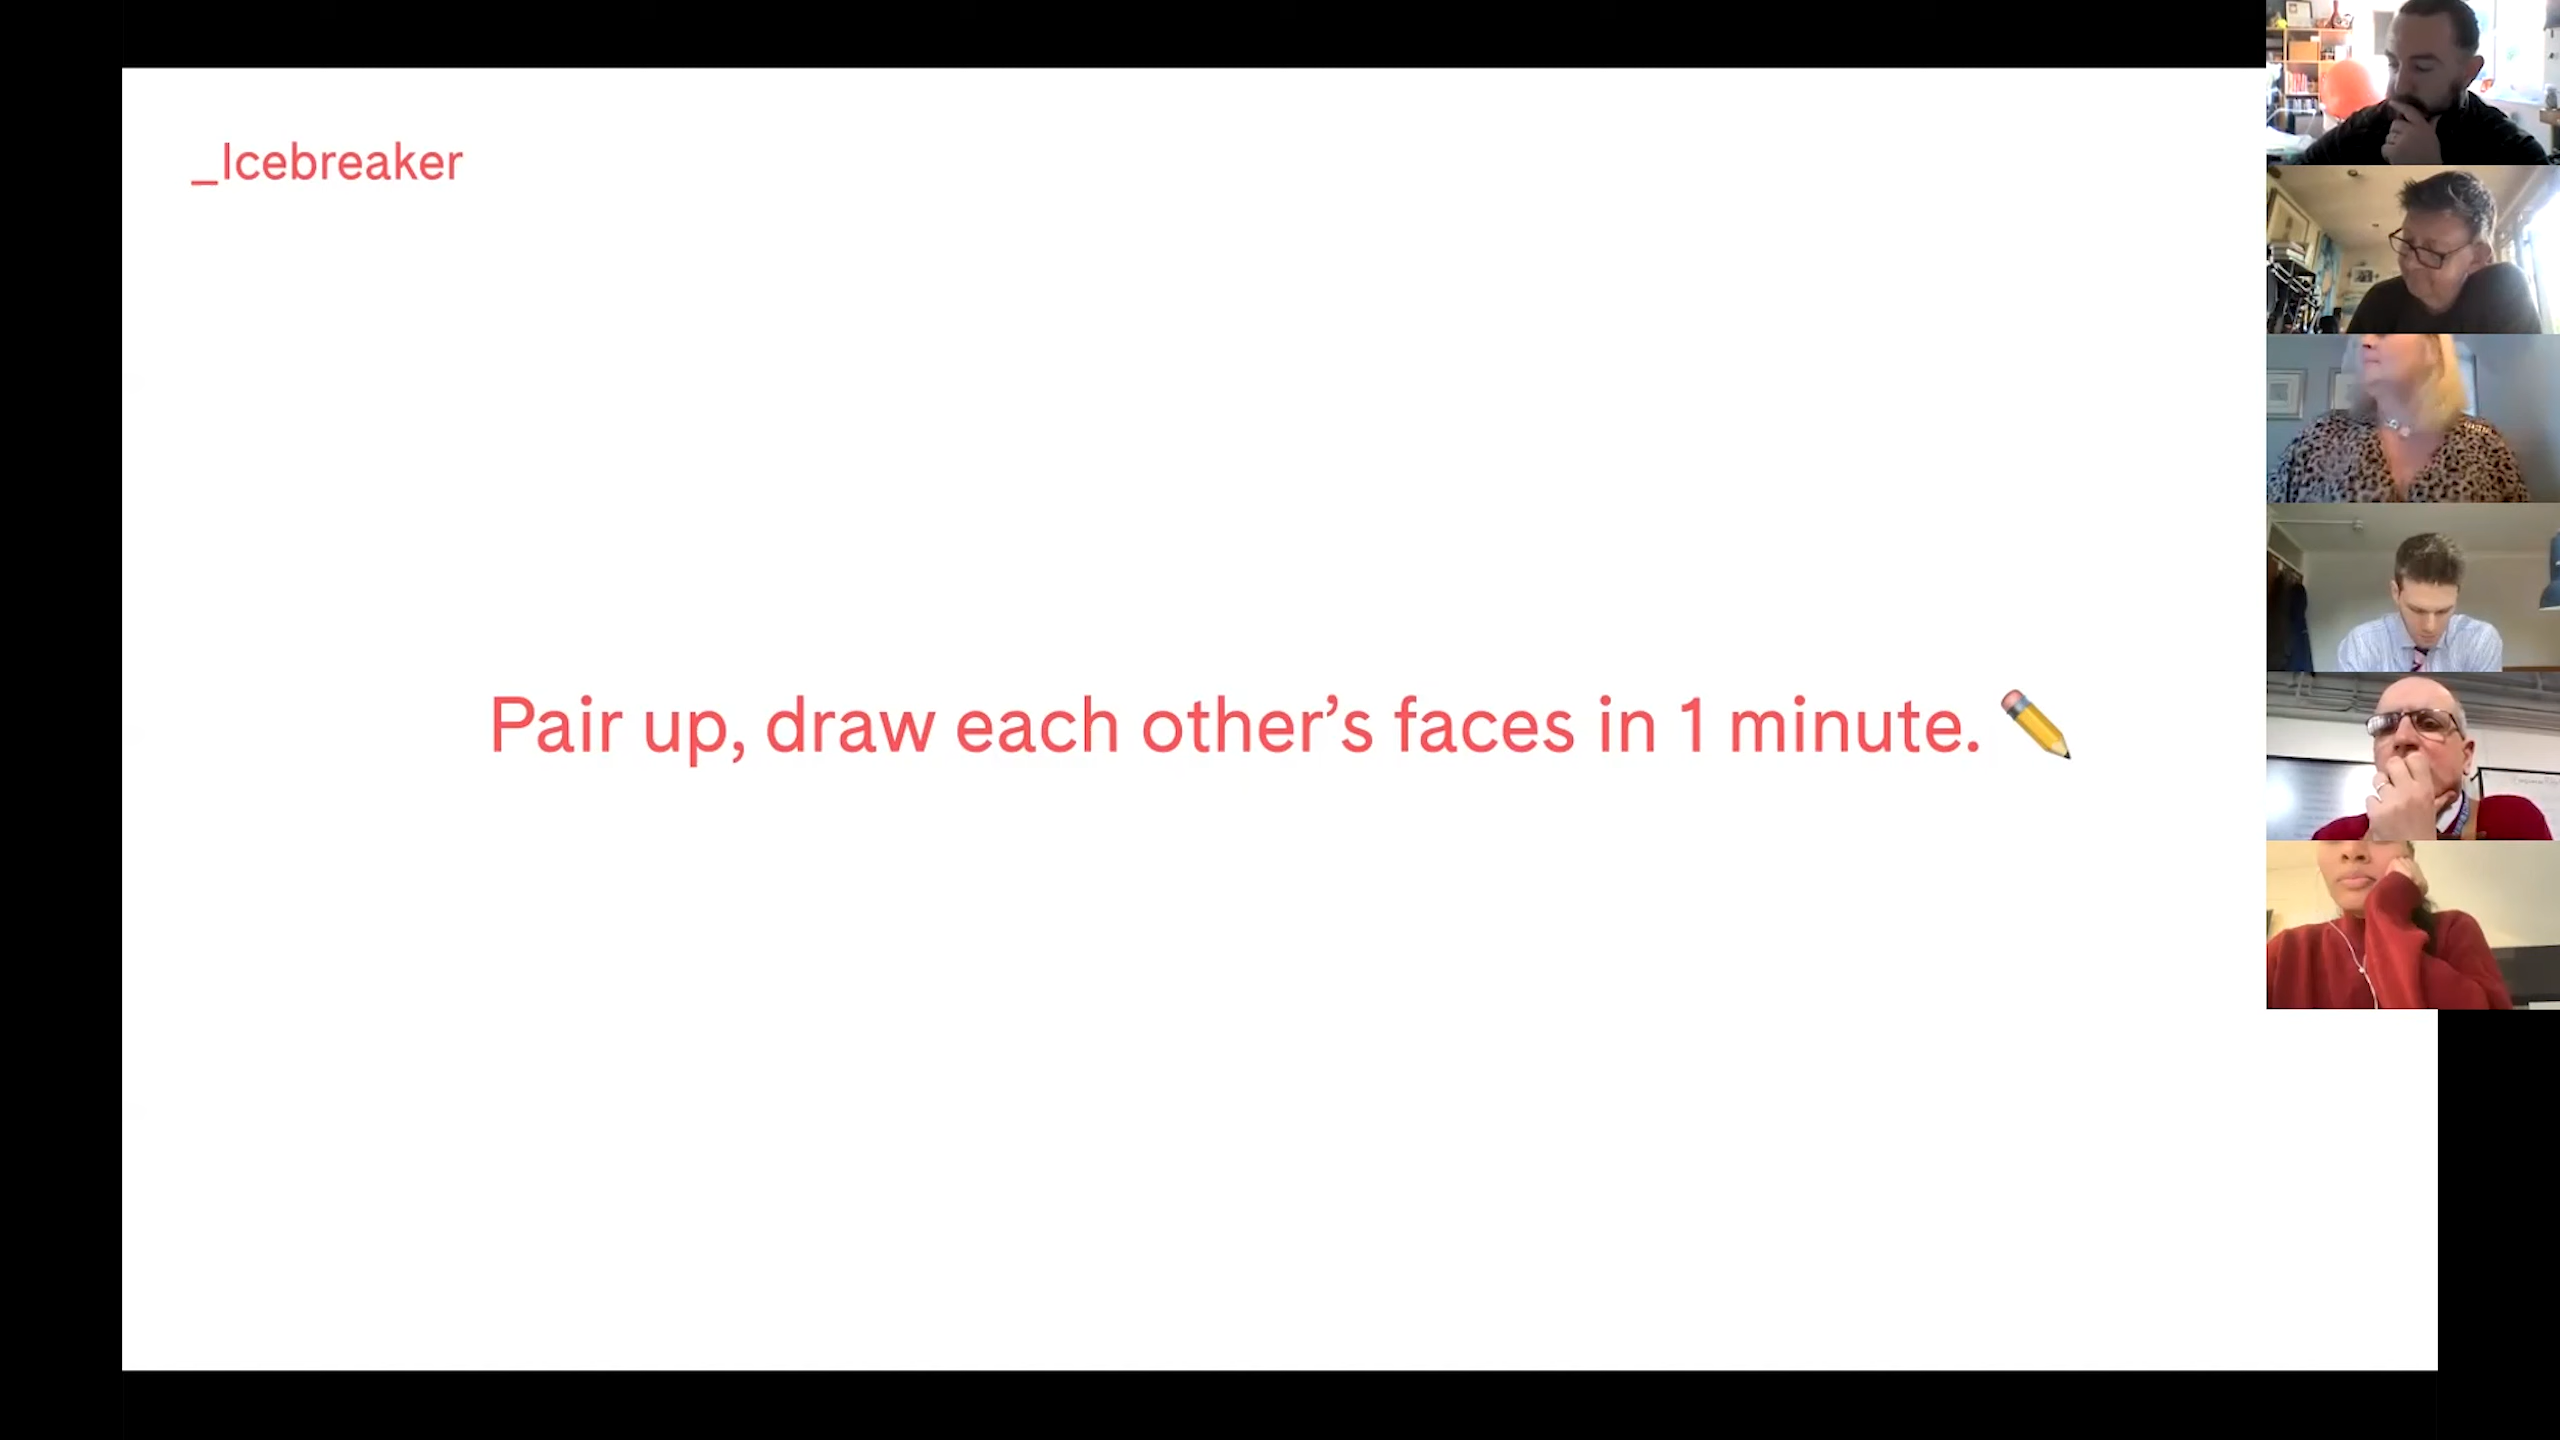 _Icebreaker
Pair up, draw each other’s faces in 1 minute. ✏️